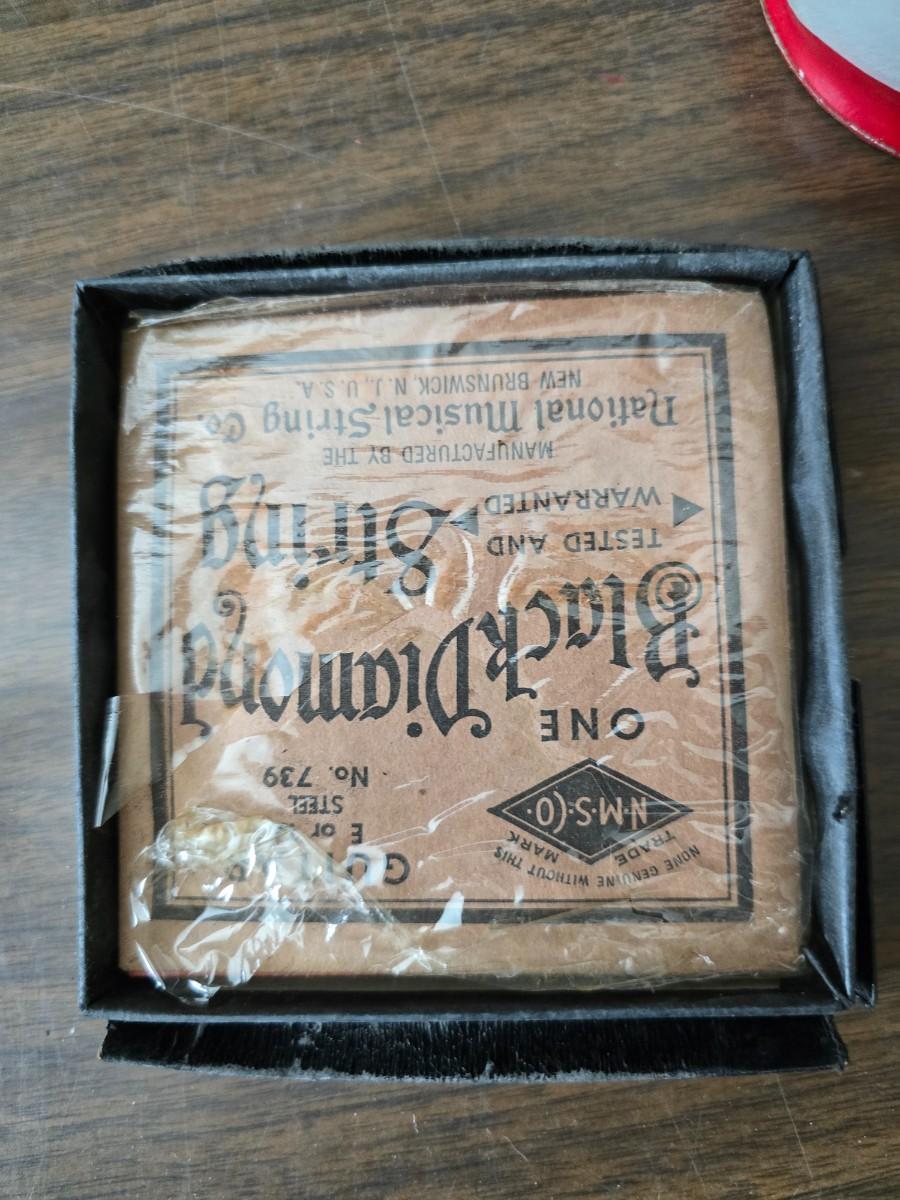 NONE GENUINE WITHOUT THIS
TRADE MARK
N.M.S.CO.
E or
STEEL
No. 739
ONE
Black Diamond
TESTED AND
WARRANTED
String
MANUFACTURED BY THE
National Musical String Co.
NEW BRUNSWICK, N.J., U.S.A.